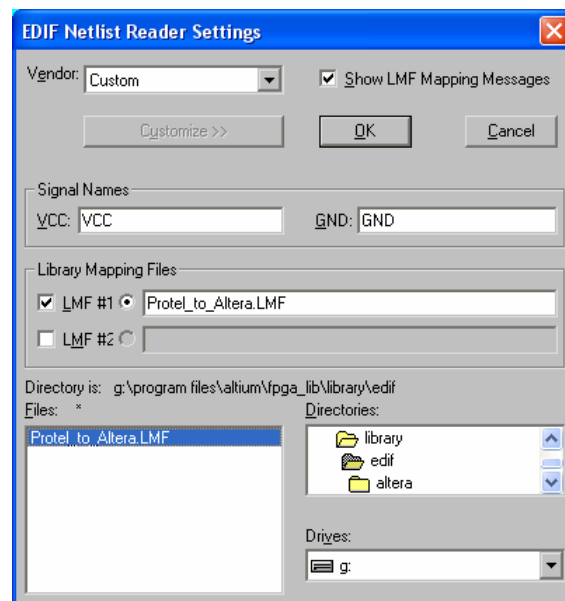 EDIF Netlist Reader Settings
Vendor: Custom
Show LMF Mapping Messages
Customize >>
OK
Cancel
Signal Names
VCC: VCC
GND: GND
Library Mapping Files
LMF #1 Protel_to_Altera.LMF
LMF #2
Directory is: g:\program files\altium\fpga_lib\library\edif
Files: *
Directories:
Protel_to_Altera.LMF
library
edif
altera
Drives:
g: